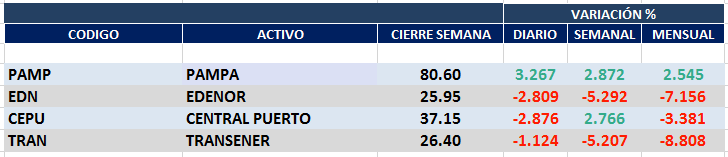 VARIACIÓN %
CODIGO ACTIVO CIERRE SEMANA DIARIO SEMANAL MENSUAL
PAMP PAMPA 80.60 3.267 2.872 2.545
EDN EDENOR 25.95 -2.809 -5.292 -7.156
CEPU CENTRAL PUERTO 37.15 -2.876 2.766 -3.381
TRAN TRANSENER 26.40 -1.124 -5.207 -8.808